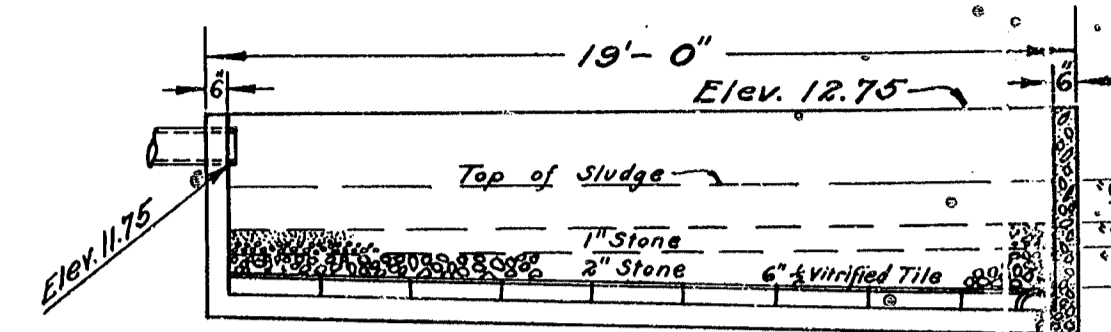 19'- 0"
6"
6"
Elev. 12.75
Top of Sludge
Elev. 11.75
1" Stone
2" Stone
6" ½ Vitrified Tile